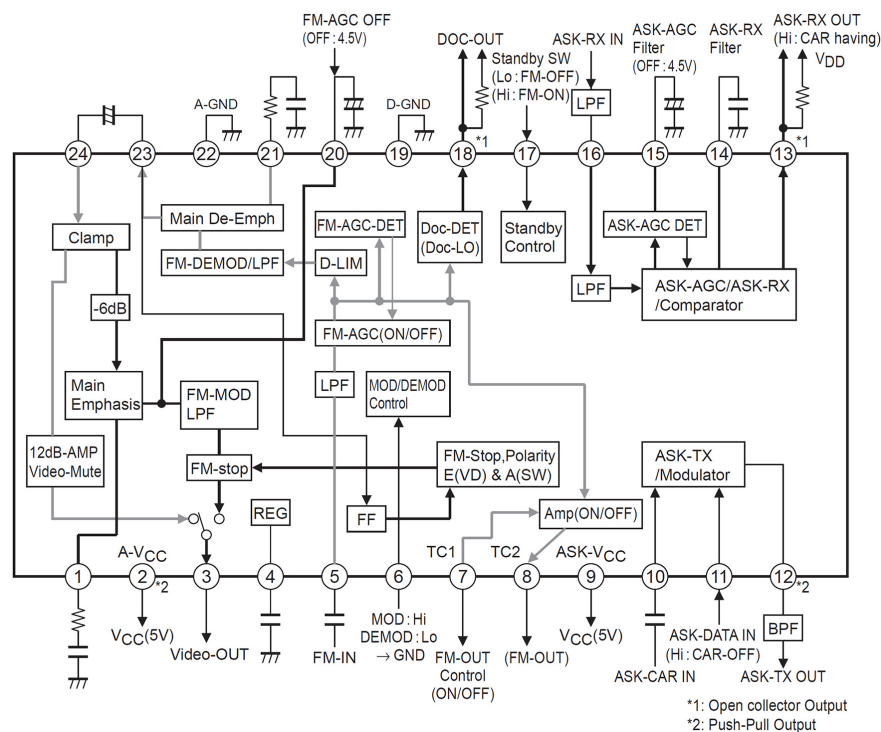 FM-AGC OFF
(OFF : 4.5V)
DOC-OUT
Standby SW
(Lo : FM-OFF)
(Hi : FM-ON)
ASK-RX IN
LPF
ASK-AGC
Filter
(OFF : 4.5V)
ASK-RX
Filter
ASK-RX OUT
(Hi : CAR having)
VDD
A-GND
D-GND
*1
*1
24
23
22
21
20
19
18
17
16
15
14
13
Clamp
Main De-Emph
FM-DEMOD/LPF
FM-AGC-DET
D-LIM
Doc-DET
(Doc-LO)
Standby
Control
ASK-AGC DET
LPF
ASK-AGC/ASK-RX
/Comparator
-6dB
FM-AGC(ON/OFF)
Main
Emphasis
FM-MOD
LPF
LPF
MOD/DEMOD
Control
12dB-AMP
Video-Mute
FM-stop
FM-Stop,Polarity
E(VD) & A(SW)
ASK-TX
/Modulator
REG
FF
Amp(ON/OFF)
A-VCC
TC1
TC2
ASK-VCC
1
2
*2
3
4
5
6
7
8
9
10
11
12
*2
VCC(5V)
Video-OUT
FM-IN
MOD : Hi
DEMOD : Lo
→ GND
FM-OUT
Control
(ON/OFF)
(FM-OUT)
VCC(5V)
ASK-CAR IN
ASK-DATA IN
(Hi : CAR-OFF)
BPF
ASK-TX OUT
*1: Open collector Output
*2: Push-Pull Output